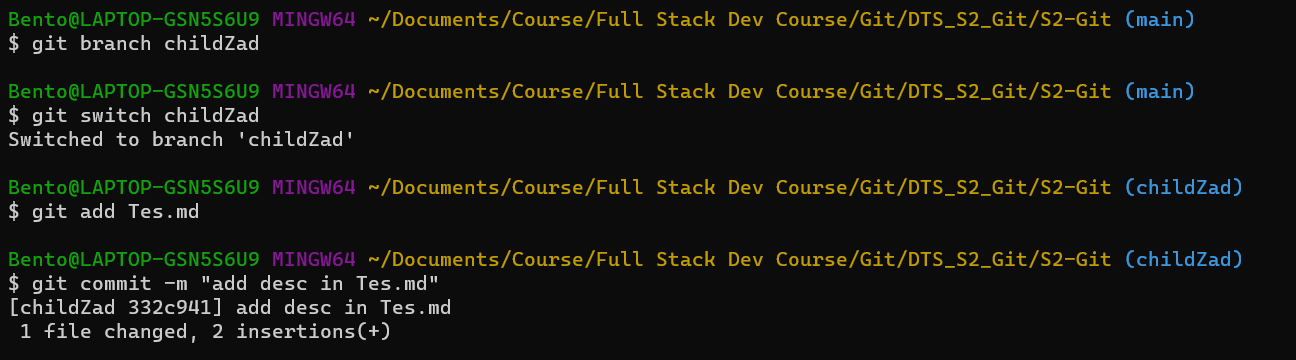 Bento@LAPTOP-GSN5S6U9 MINGW64 ~/Documents/Course/Full Stack Dev Course/Git/DTS_S2_Git/S2-Git (main)
$ git branch childZad
Bento@LAPTOP-GSN5S6U9 MINGW64 ~/Documents/Course/Full Stack Dev Course/Git/DTS_S2_Git/S2-Git (main)
$ git switch childZad
Switched to branch 'childZad'
Bento@LAPTOP-GSN5S6U9 MINGW64 ~/Documents/Course/Full Stack Dev Course/Git/DTS_S2_Git/S2-Git (childZad)
$ git add Tes.md
Bento@LAPTOP-GSN5S6U9 MINGW64 ~/Documents/Course/Full Stack Dev Course/Git/DTS_S2_Git/S2-Git (childZad)
$ git commit -m "add desc in Tes.md"
[childZad 332c941] add desc in Tes.md
 1 file changed, 2 insertions(+)